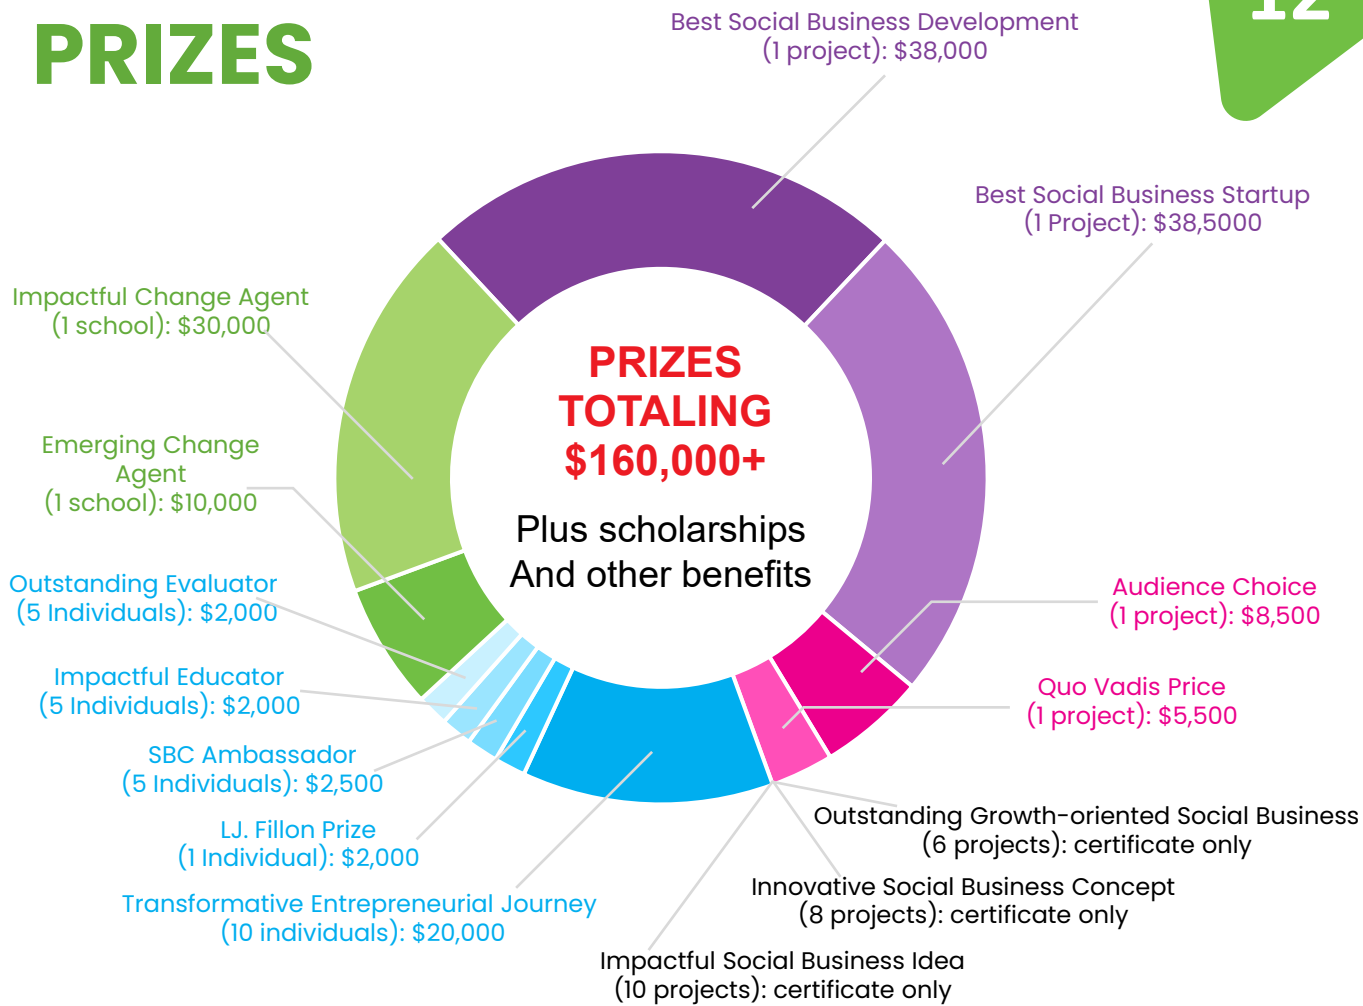 PRIZES
12
Best Social Business Development
(1 project): $38,000
Best Social Business Startup
(1 Project): $38,5000
Impactful Change Agent
(1 school): $30,000
PRIZES
TOTALING
$160,000+
Plus scholarships
And other benefits
Emerging Change
Agent
(1 school): $10,000
Outstanding Evaluator
(5 Individuals): $2,000
Audience Choice
(1 project): $8,500
Impactful Educator
(5 Individuals): $2,000
Quo Vadis Price
(1 project): $5,500
SBC Ambassador
(5 Individuals): $2,500
LJ. Fillon Prize
(1 Individual): $2,000
Outstanding Growth-oriented Social Business
(6 projects): certificate only
Innovative Social Business Concept
(8 projects): certificate only
Transformative Entrepreneurial Journey
(10 individuals): $20,000
Impactful Social Business Idea
(10 projects): certificate only